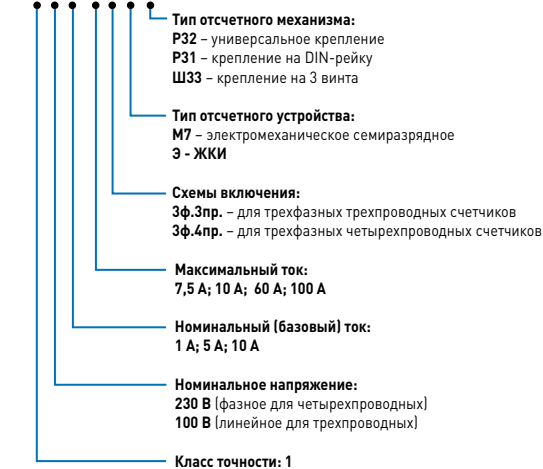 Тип отсчетного механизма:
Р32 – универсальное крепление
Р31 – крепление на DIN-рейку
Ш33 – крепление на 3 винта
Тип отсчетного устройства:
М7 – электромеханическое семиразрядное
Э - ЖКИ
Схемы включения:
3ф.3пр. – для трехфазных трехпроводных счетчиков
3ф.4пр. – для трехфазных четырехпроводных счетчиков
Максимальный ток:
7,5 А; 10 А; 60 А; 100 А
Номинальный (базовый) ток:
1 А; 5 А; 10 А
Номинальное напряжение:
230 В (фазное для четырехпроводных)
100 В (линейное для трехпроводных)
Класс точности: 1